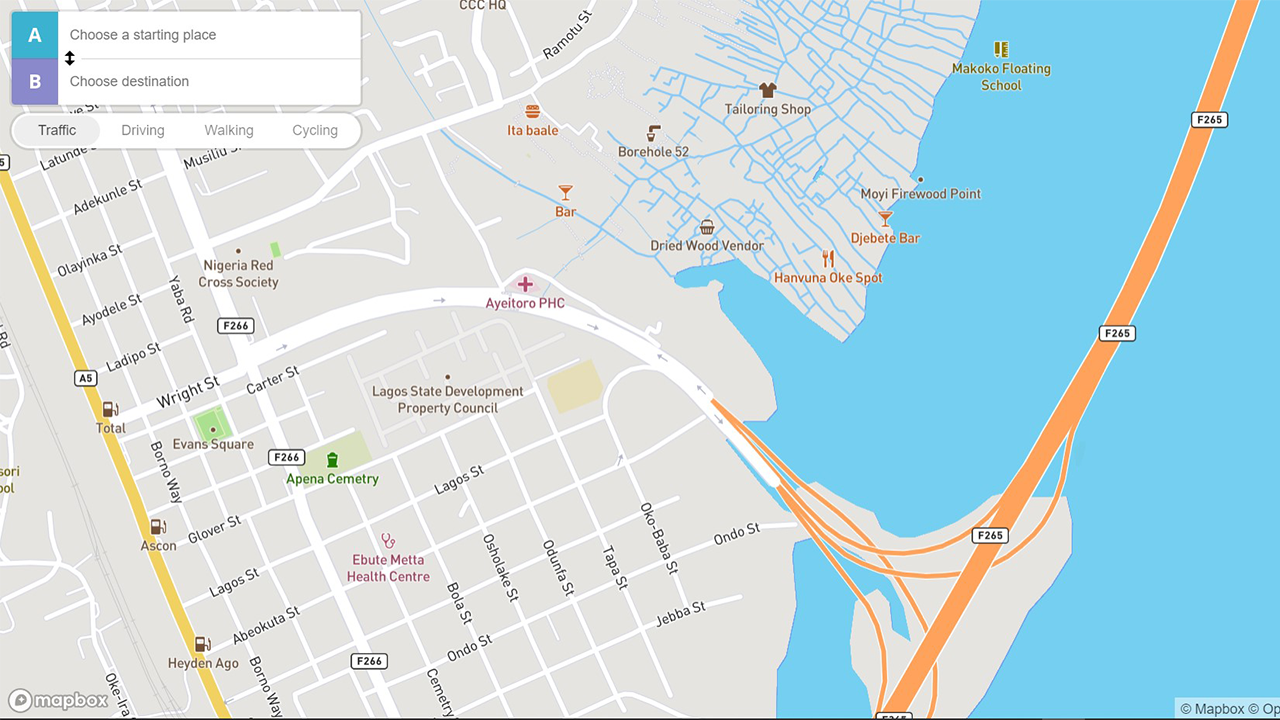 A
Choose a starting place
B
Choose destination
Traffic
Driving
Walking
Cycling
CCC HQ
Ramotu St
Makoko Floating
School
Tailoring Shop
F265
Ita baale
Borehole 52
Musiliu St
Adekunle St
Bar
Moyi Firewood Point
Djebete Bar
Dried Wood Vendor
Hanvuna Oke Spot
Olayinka St
Nigeria Red
Cross Society
Yaba Rd
Ayeitoro PHC
Ayodele St
F266
F265
Rd
Ladipo St
A5
Wright St
Carter St
Lagos State Development
Property Council
Total
Evans Square
Borno Way
F266
Apena Cemetry
Lagos St
Glover St
Ascon
Ebute Metta
Health Centre
Osholake St
Odunfa St
Tapa St
Oko-Baba St
Ondo St
F265
Lagos St
Bola St
Abeokuta St
Jebba St
Heyden Ago
Borno Way
Ondo St
F266
Cemetry
mapbox
© Mapbox © Op